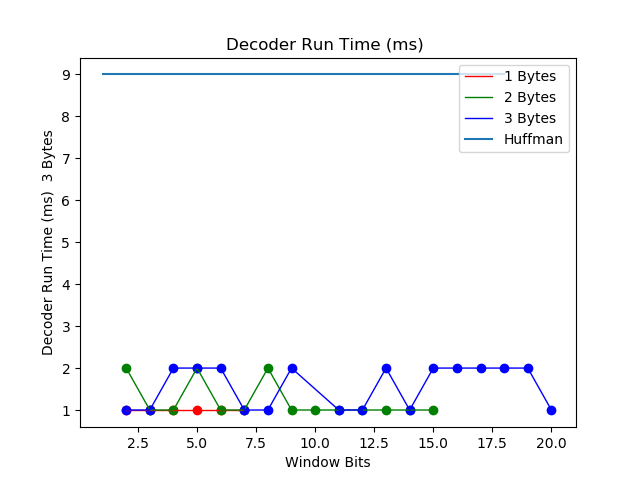 Decoder Run Time (ms)
1 Bytes
2 Bytes
3 Bytes
Huffman
9
8
7
6
5
4
3
2
1
Decoder Run Time (ms)  3 Bytes
2.5 5.0 7.5 10.0 12.5 15.0 17.5 20.0
Window Bits